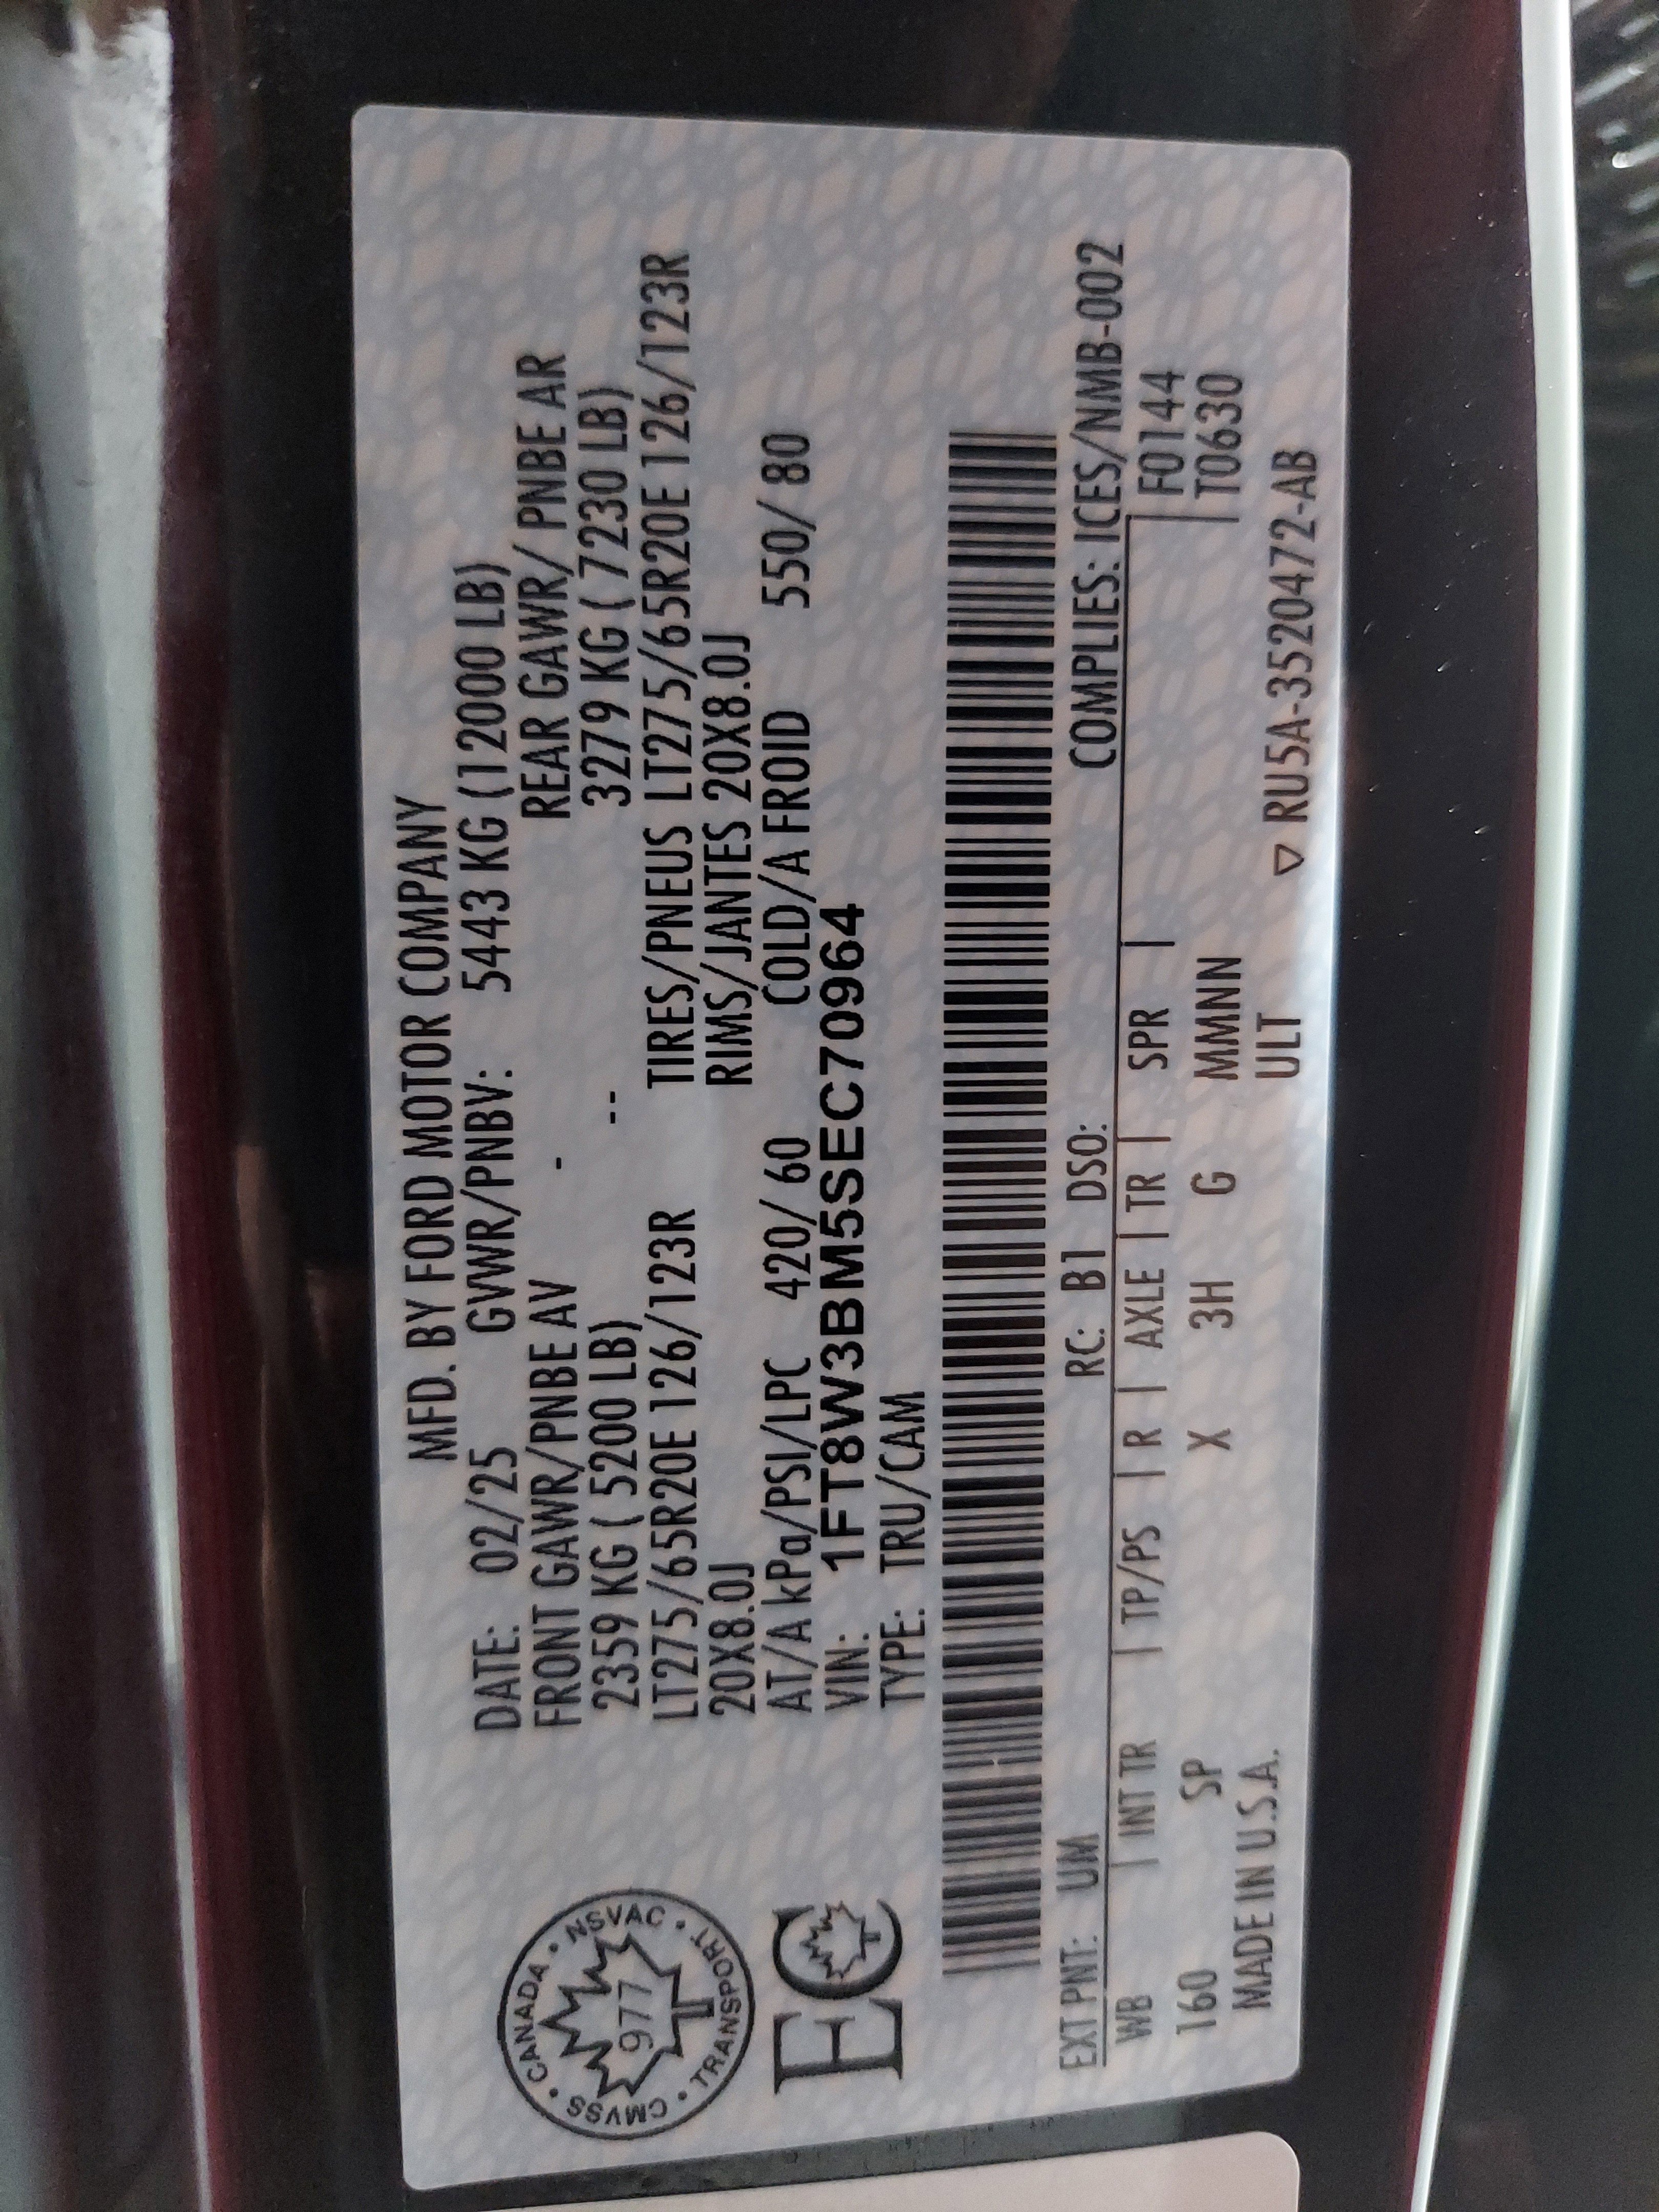 MFD. BY FORD MOTOR COMPANY
DATE: 02/25 GVWR/PNBV: 5443 KG (12000 LB)
FRONT GAWR/PNBE AV - REAR GAWR/ PNBE AR
2359 KG ( 5200 LB) -- 3279 KG ( 7230 LB)
LT275/65R20E 126/123R TIRES/PNEUS LT275/65R20E 126/123R
20X8.0J RIMS/JANTES 20X8.0J
AT/A kPa/PSI/LPC 420/ 60 COLD/A FROID 550/ 80
VIN: 1FT8W3BM5SEC70964
TYPE: TRU/CAM
CANADA • NSVAC • TRANSPORT • CMVSS •
977
EC
EXT PNT: UM RC: B1 DSO: COMPLIES: ICES/NMB-002
WB | INT TR | TP/PS | R | AXLE | TR | SPR | F0144
160 SP X 3H G MMNN T0630
MADE IN U.S.A. ULT ▽ RU5A-3520472-AB